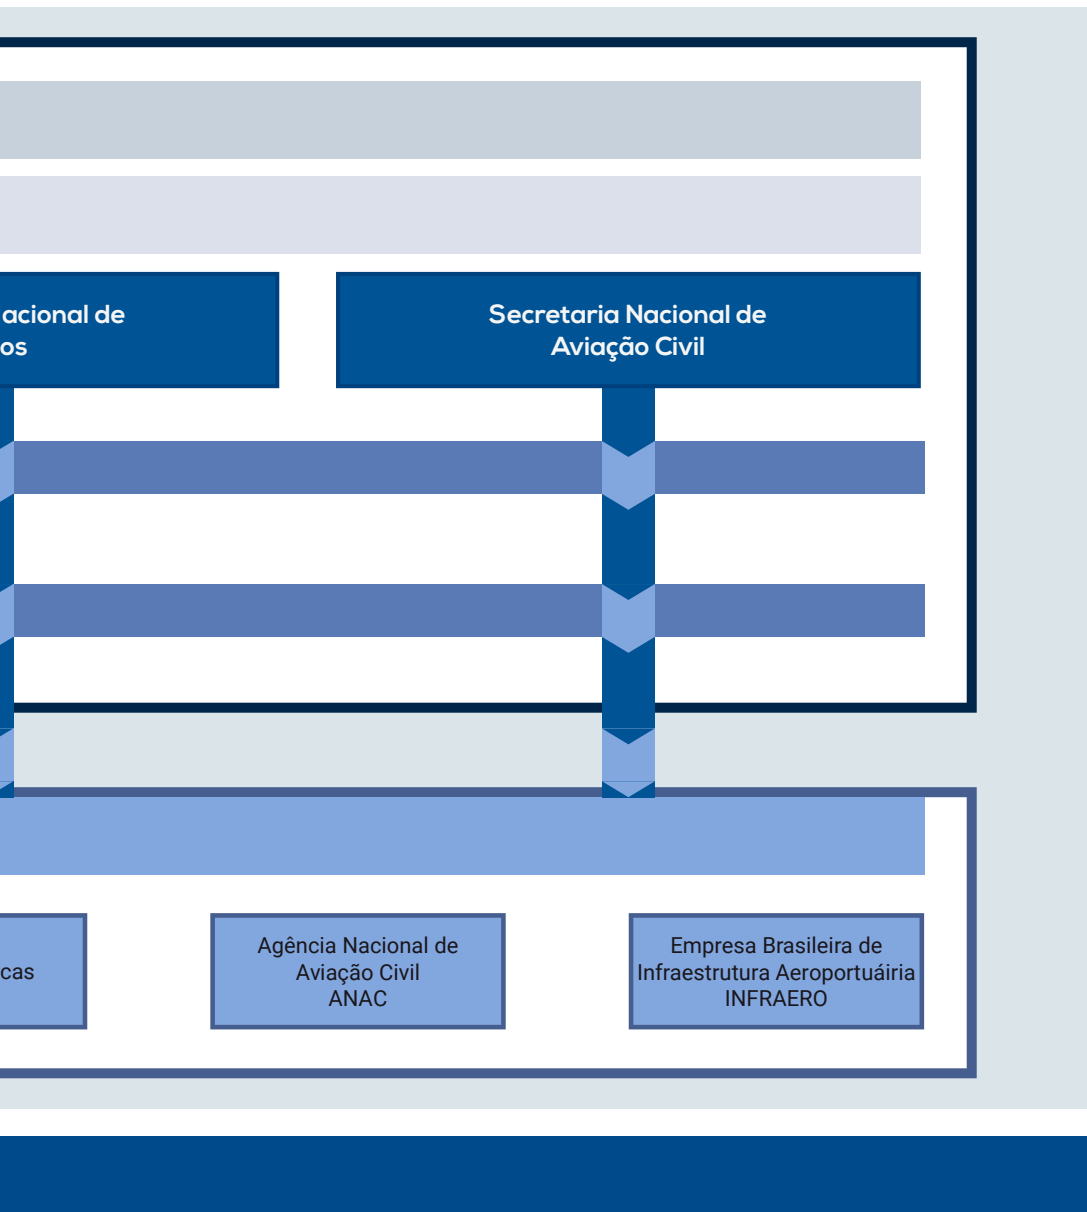 acional de
os
Secretaria Nacional de
Aviação Civil
cas
Agência Nacional de
Aviação Civil
ANAC
Empresa Brasileira de
Infraestrutura Aeroportuáiria
INFRAERO